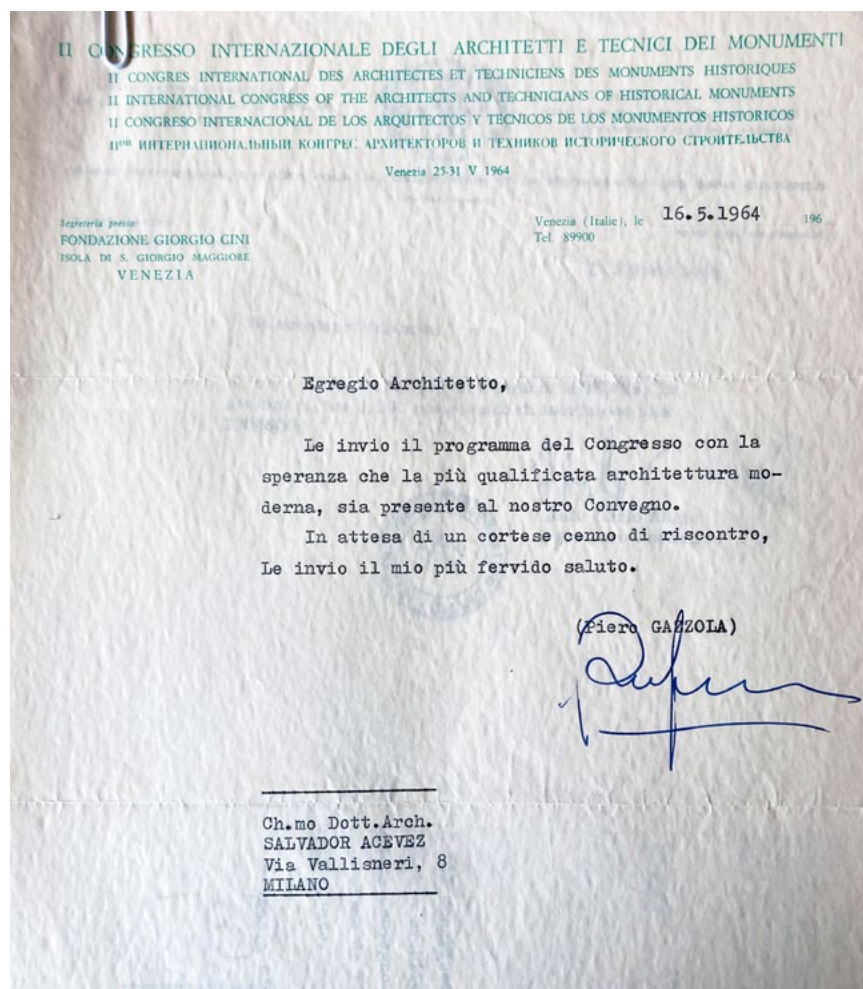 II CONGRESSO INTERNAZIONALE DEGLI ARCHITETTI E TECNICI DEI MONUMENTI
II CONGRES INTERNATIONAL DES ARCHITECTES ET TECHNICIENS DES MONUMENTS HISTORIQUES
II INTERNATIONAL CONGRESS OF THE ARCHITECTS AND TECHNICIANS OF HISTORICAL MONUMENTS
II CONGRESO INTERNACIONAL DE LOS ARQUITECTOS Y TECNICOS DE LOS MONUMENTOS HISTORICOS
IIой ИНТЕРНАЦИОНАЛЬНЫЙ КОНГРЕС АРХИТЕКТОРОВ И ТЕХНИКОВ ИСТОРИЧЕСКОГО СТРОИТЕЛЬСТВА
Venezia 25-31 V 1964
Segreteria presso:
FONDAZIONE GIORGIO CINI
ISOLA DI S. GIORGIO MAGGIORE
VENEZIA
Venezia (Italie), le 16.5.1964 196
Tel. 89900
Egregio Architetto,
Le invio il programma del Congresso con la
speranza che la più qualificata architettura mo-
derna, sia presente al nostro Convegno.
In attesa di un cortese cenno di riscontro,
Le invio il mio più fervido saluto.
(Piero GAZZOLA)
Ch.mo Dott.Arch.
SALVADOR ACEVEZ
Via Vallisneri, 8
MILANO